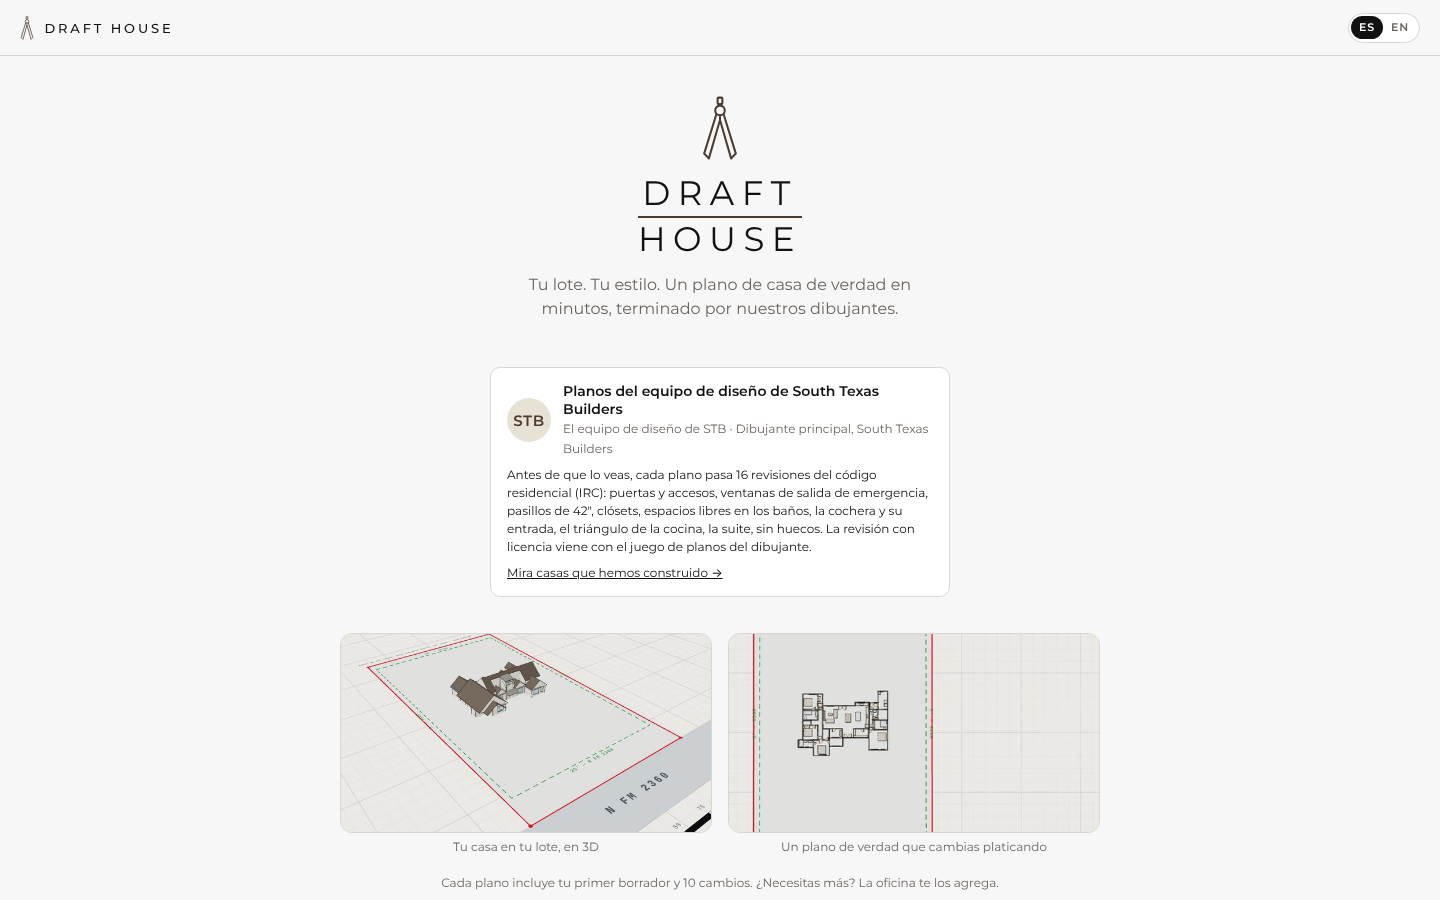 DRAFT HOUSE
ES EN
DRAFT
HOUSE
Tu lote. Tu estilo. Un plano de casa de verdad en
minutos, terminado por nuestros dibujantes.
STB
Planos del equipo de diseño de South Texas
Builders
El equipo de diseño de STB · Dibujante principal, South Texas
Builders
Antes de que lo veas, cada plano pasa 16 revisiones del código
residencial (IRC): puertas y accesos, ventanas de salida de emergencia,
pasillos de 42", clósets, espacios libres en los baños, la cochera y su
entrada, el triángulo de la cocina, la suite, sin huecos. La revisión con
licencia viene con el juego de planos del dibujante.
Mira casas que hemos construido →
N FM 2360
Tu casa en tu lote, en 3D
Un plano de verdad que cambias platicando
Cada plano incluye tu primer borrador y 10 cambios. ¿Necesitas más? La oficina te los agrega.